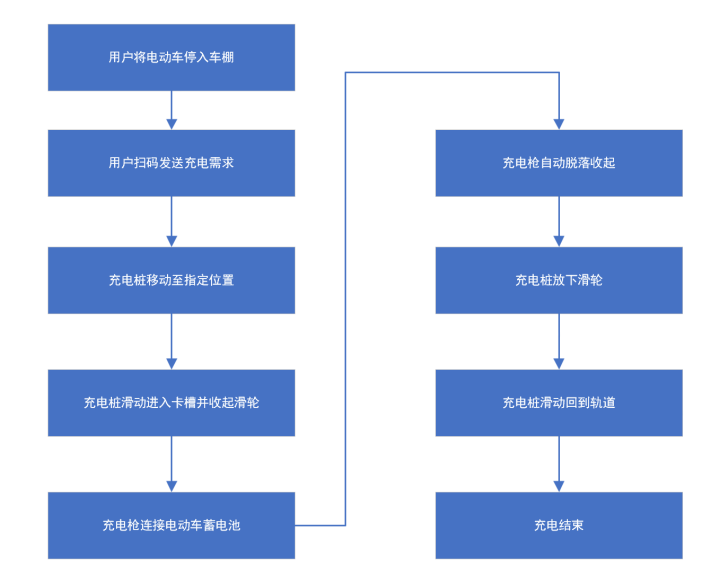 用户将电动车停入车棚
用户扫码发送充电需求
充电桩移动至指定位置
充电桩滑动进入卡槽并收起滑轮
充电枪连接电动车蓄电池
充电枪自动脱落收起
充电桩放下滑轮
充电桩滑动回到轨道
充电结束